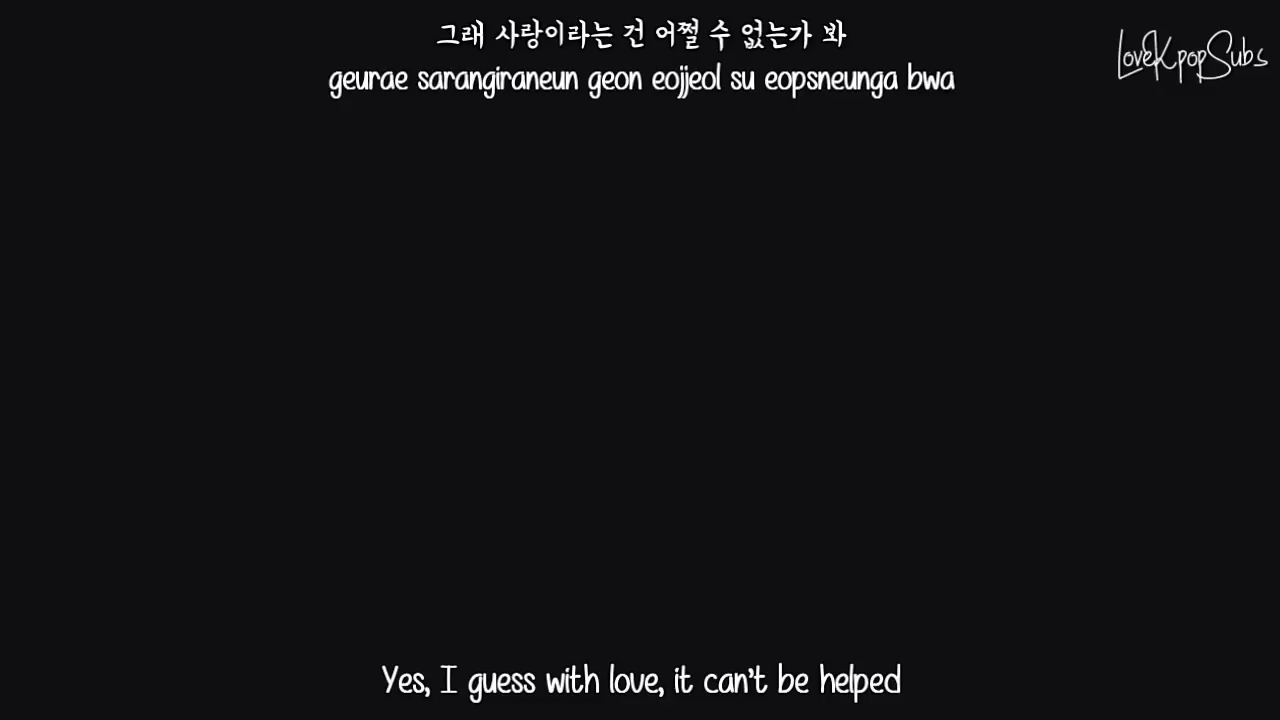 그래 사랑이라는 건 어쩔 수 없는가 봐
geurae sarangiraneun geon eojjeol su eopsneunga bwa
LoveKpopSubs
Yes, I guess with love, it can't be helped